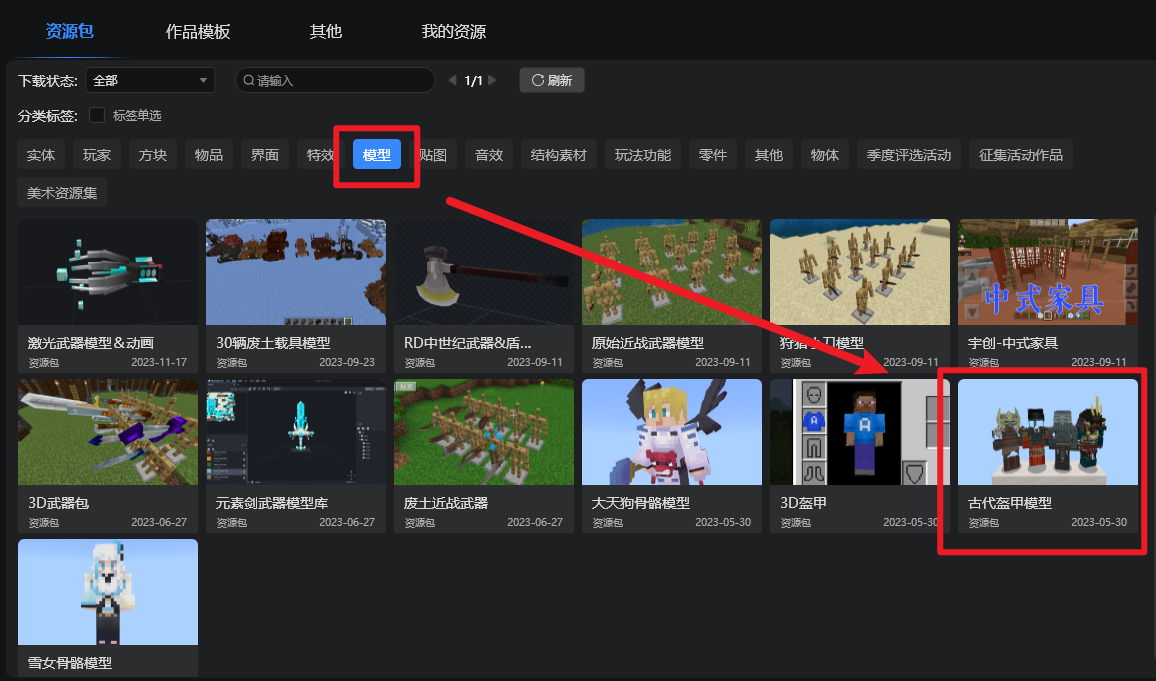 资源包 作品模板 其他 我的资源
下载状态: 全部 请输入 1/1 刷新
分类标签: 标签单选
实体 玩家 方块 物品 界面 特效 模型 贴图 音效 结构素材 玩法功能 零件 其他 物体 季度评选活动 征集活动作品
美术资源集
中式家具
激光武器模型＆动画 30辆废土载具模型 RD中世纪武器&盾... 原始近战武器模型 狩猎 刀模型 宇创-中式家具
资源包 2023-11-17 资源包 2023-09-23 资源包 2023-09-11 资源包 2023-09-11 资源包 2023-09-11 资源包 2023-09-11
3D武器包 元素剑武器模型库 废土近战武器 大天狗骨骼模型 3D盔甲 古代盔甲模型
资源包 2023-06-27 资源包 2023-06-27 资源包 2023-06-27 资源包 2023-05-30 资源包 2023-05-30 资源包 2023-05-30
雪女骨骼模型